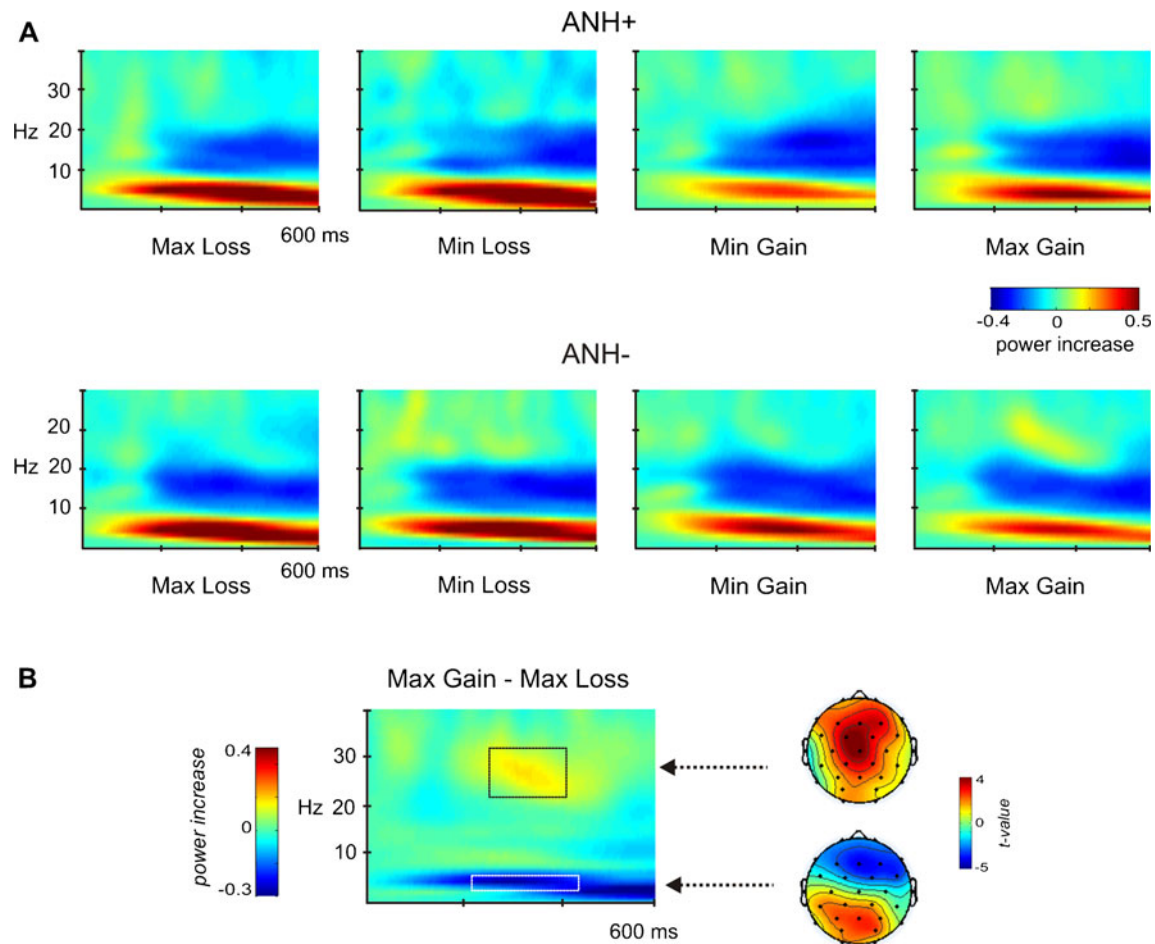 A
ANH+
30
Hz 20
10
600 ms
Max Loss Min Loss Min Gain Max Gain
-0.4 0 0.5
power increase
ANH-
20
Hz 20
10
600 ms
Max Loss Min Loss Min Gain Max Gain
B
Max Gain - Max Loss
power increase
0.4
0
-0.3
30
Hz 20
10
600 ms
4
-5
t-value